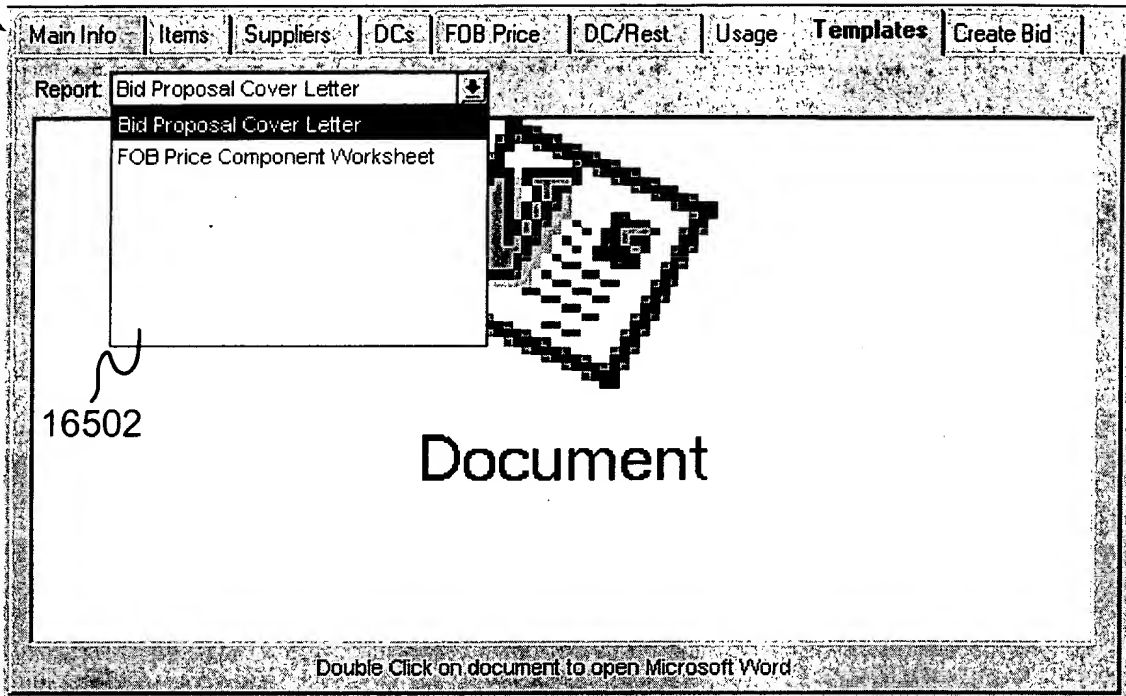 Main Info Items Suppliers DCs FOB Price DC/Rest. Usage Templates Create Bid
Report: Bid Proposal Cover Letter
Bid Proposal Cover Letter
FOB Price Component Worksheet
16502
Document
Double Click on document to open Microsoft Word